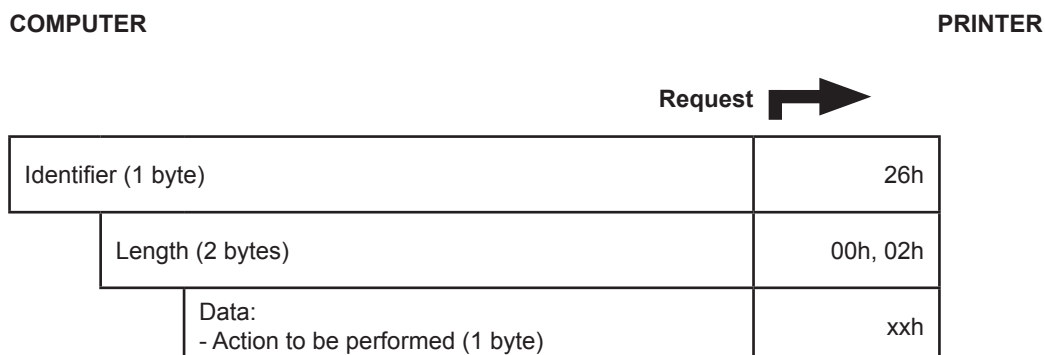 COMPUTER PRINTER
Request
Identifier (1 byte) 26h
Length (2 bytes) 00h, 02h
Data:
- Action to be performed (1 byte) xxh